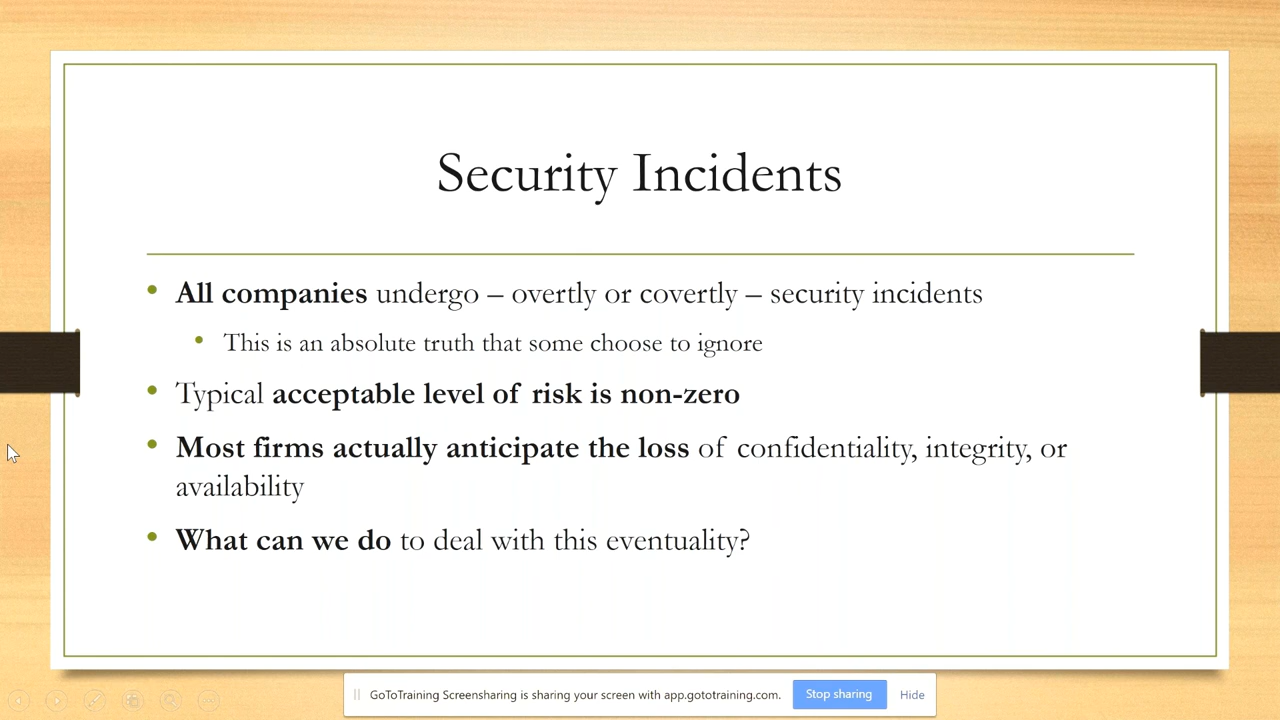 Security Incidents
All companies undergo – overtly or covertly – security incidents
This is an absolute truth that some choose to ignore
Typical acceptable level of risk is non-zero
Most firms actually anticipate the loss of confidentiality, integrity, or
availability
What can we do to deal with this eventuality?
GoToTraining Screensharing is sharing your screen with app.gototraining.com.
Stop sharing
Hide